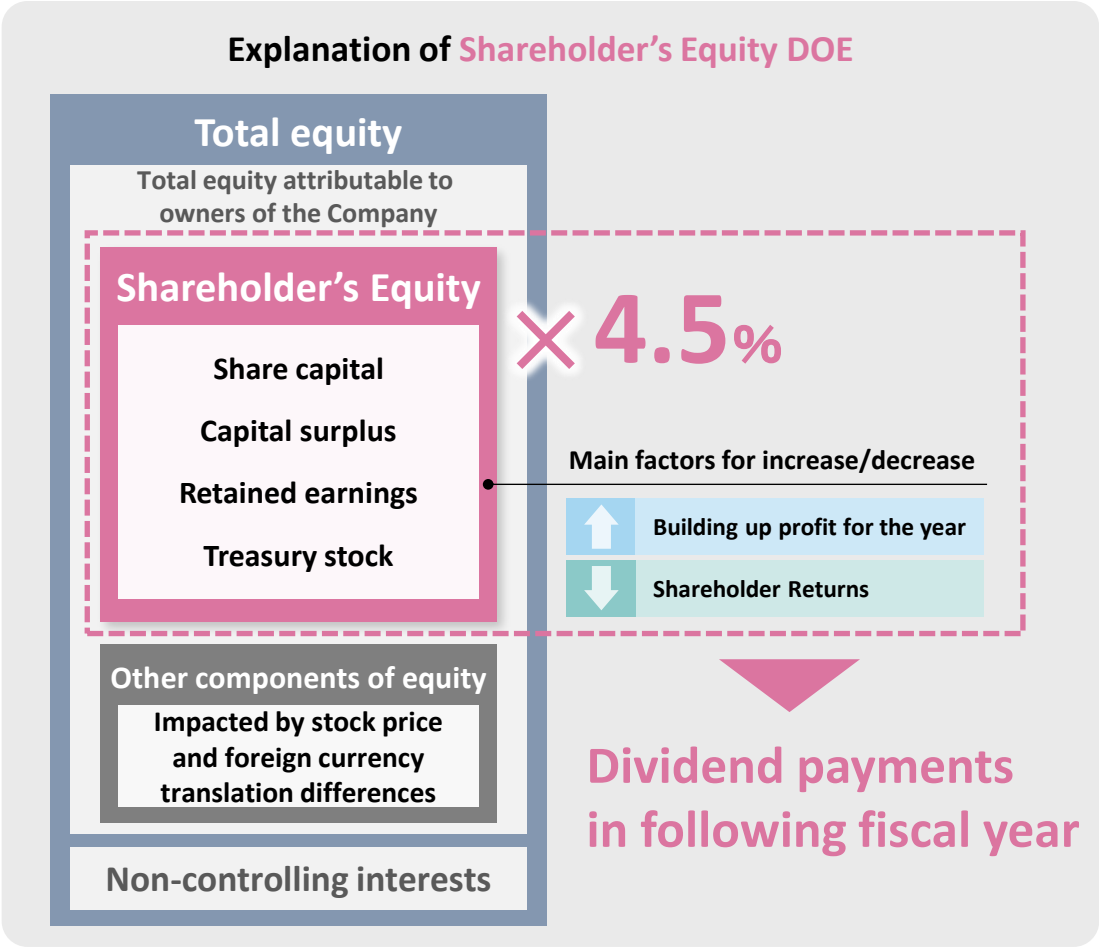 Explanation of Shareholder’s Equity DOE
Total equity
Total equity attributable to
owners of the Company
Shareholder’s Equity
Share capital
Capital surplus
Retained earnings
Treasury stock
× 4.5%
Main factors for increase/decrease
Building up profit for the year
Shareholder Returns
Other components of equity
Impacted by stock price
and foreign currency
translation differences
Non-controlling interests
Dividend payments
in following fiscal year